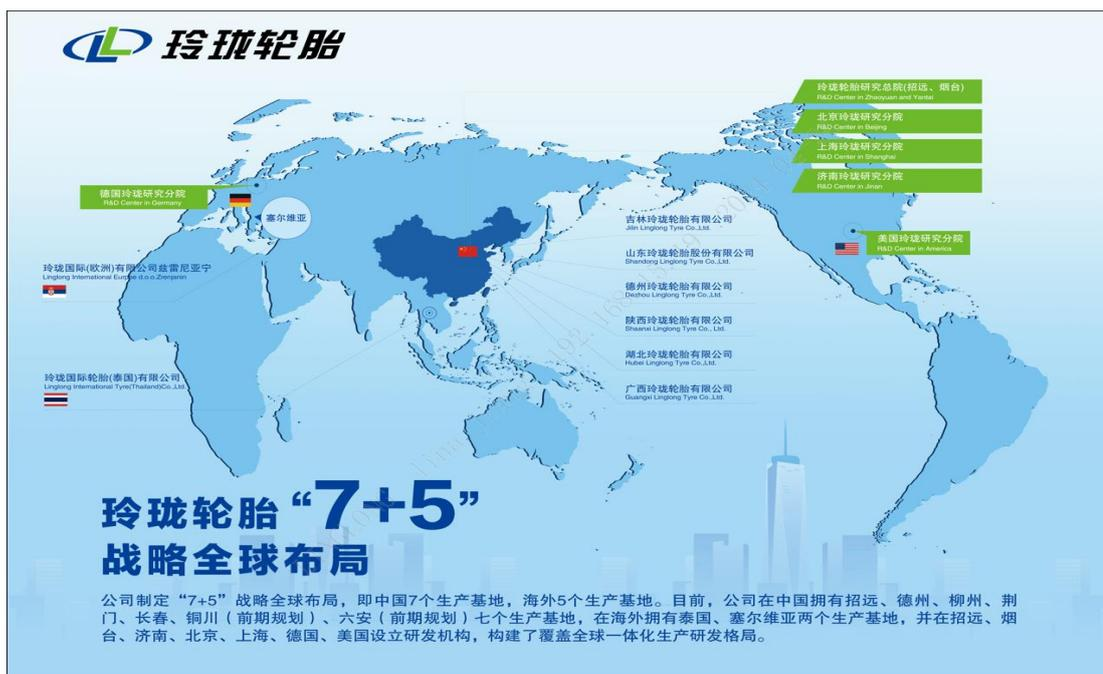 玲珑轮胎
玲珑轮胎研究总院(招远、烟台)
R&D Center in Zhaoyuan and Yantai
北京玲珑研究分院
R&D Center in Beijing
上海玲珑研究分院
R&D Center in Shanghai
济南玲珑研究分院
R&D Center in Jinan
德国玲珑研究分院
R&D Center in Germany
塞尔维亚
吉林玲珑轮胎有限公司
Jilin Linglong Tyre Co.,Ltd.
美国玲珑研究分院
R&D Center in America
山东玲珑轮胎股份有限公司
Shandong Linglong Tyre Co.,Ltd.
玲珑国际(欧洲)有限公司兹雷尼亚宁
Linglong International Europe d.o.o.Zrenjanin
德州玲珑轮胎有限公司
Dezhou Linglong Tyre Co.,Ltd.
陕西玲珑轮胎有限公司
Shaanxi Linglong Tyre Co., Ltd.
湖北玲珑轮胎有限公司
Hubei Linglong Tyre Co.,Ltd.
玲珑国际轮胎(泰国)有限公司
Linglong International Tyre(Thailand)Co.,Ltd.
广西玲珑轮胎有限公司
Guangxi Linglong Tyre Co.,Ltd.
玲珑轮胎“7+5”
战略全球布局
公司制定“7+5”战略全球布局，即中国7个生产基地，海外5个生产基地。目前，公司在中国拥有招远、德州、柳州、荆
门、长春、铜川（前期规划）、六安（前期规划）七个生产基地，在海外拥有泰国、塞尔维亚两个生产基地，并在招远、烟
台、济南、北京、上海、德国、美国设立研发机构，构建了覆盖全球一体化生产研发格局。